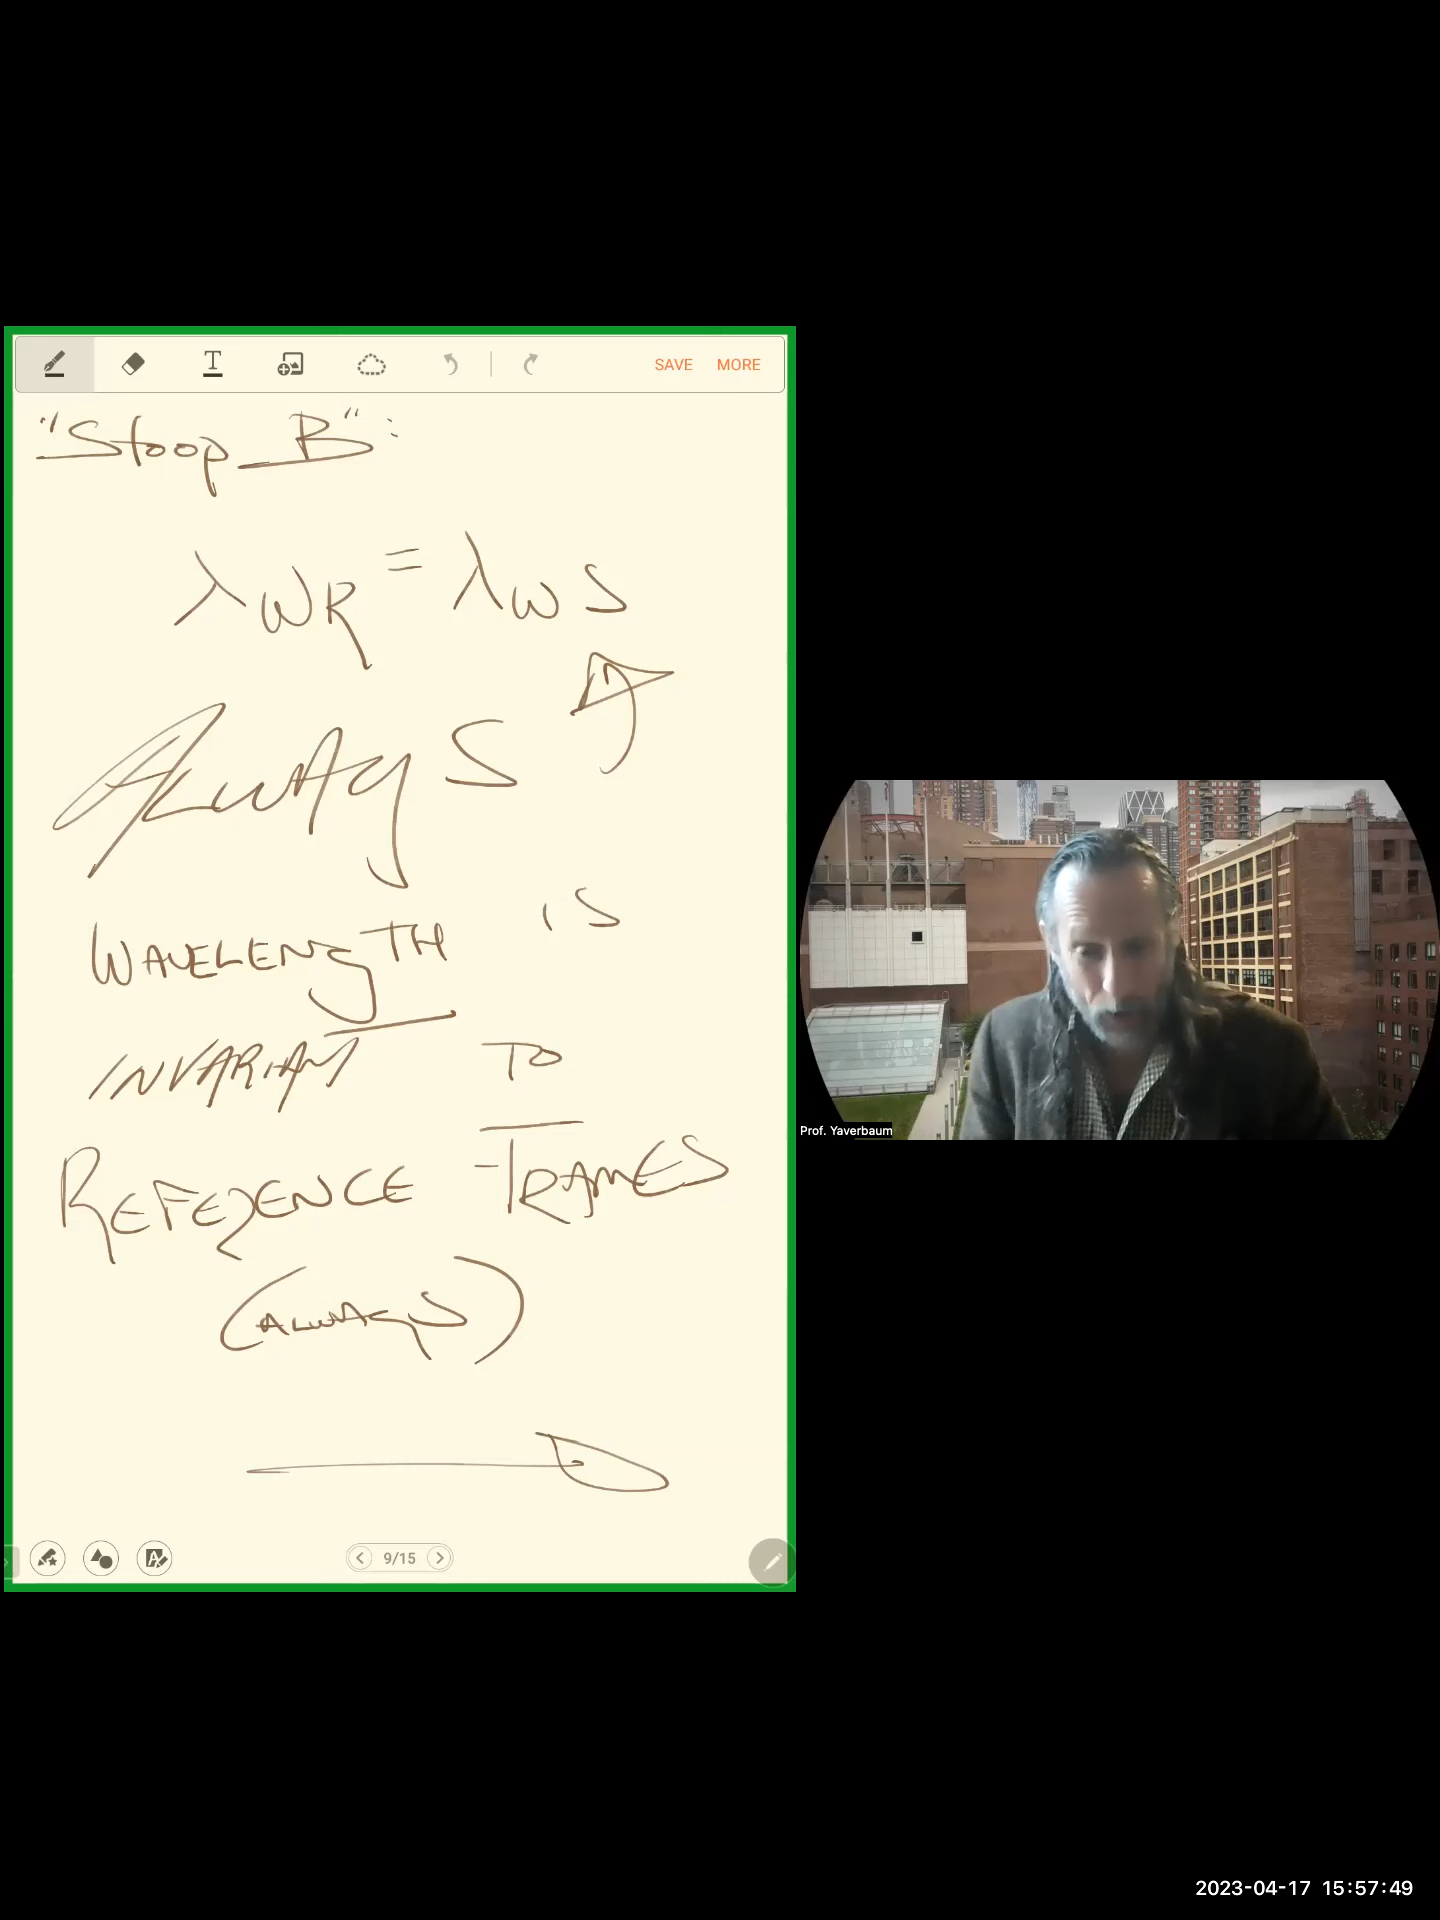 T
SAVE MORE
"Stoop B":
λWR = λWS
ALWAYS
WAVELENGTH IS
INVARIANT TO
REFERENCE FRAMES
(ALWAYS)
9/15
Prof. Yaverbaum
2023-04-17 15:57:49